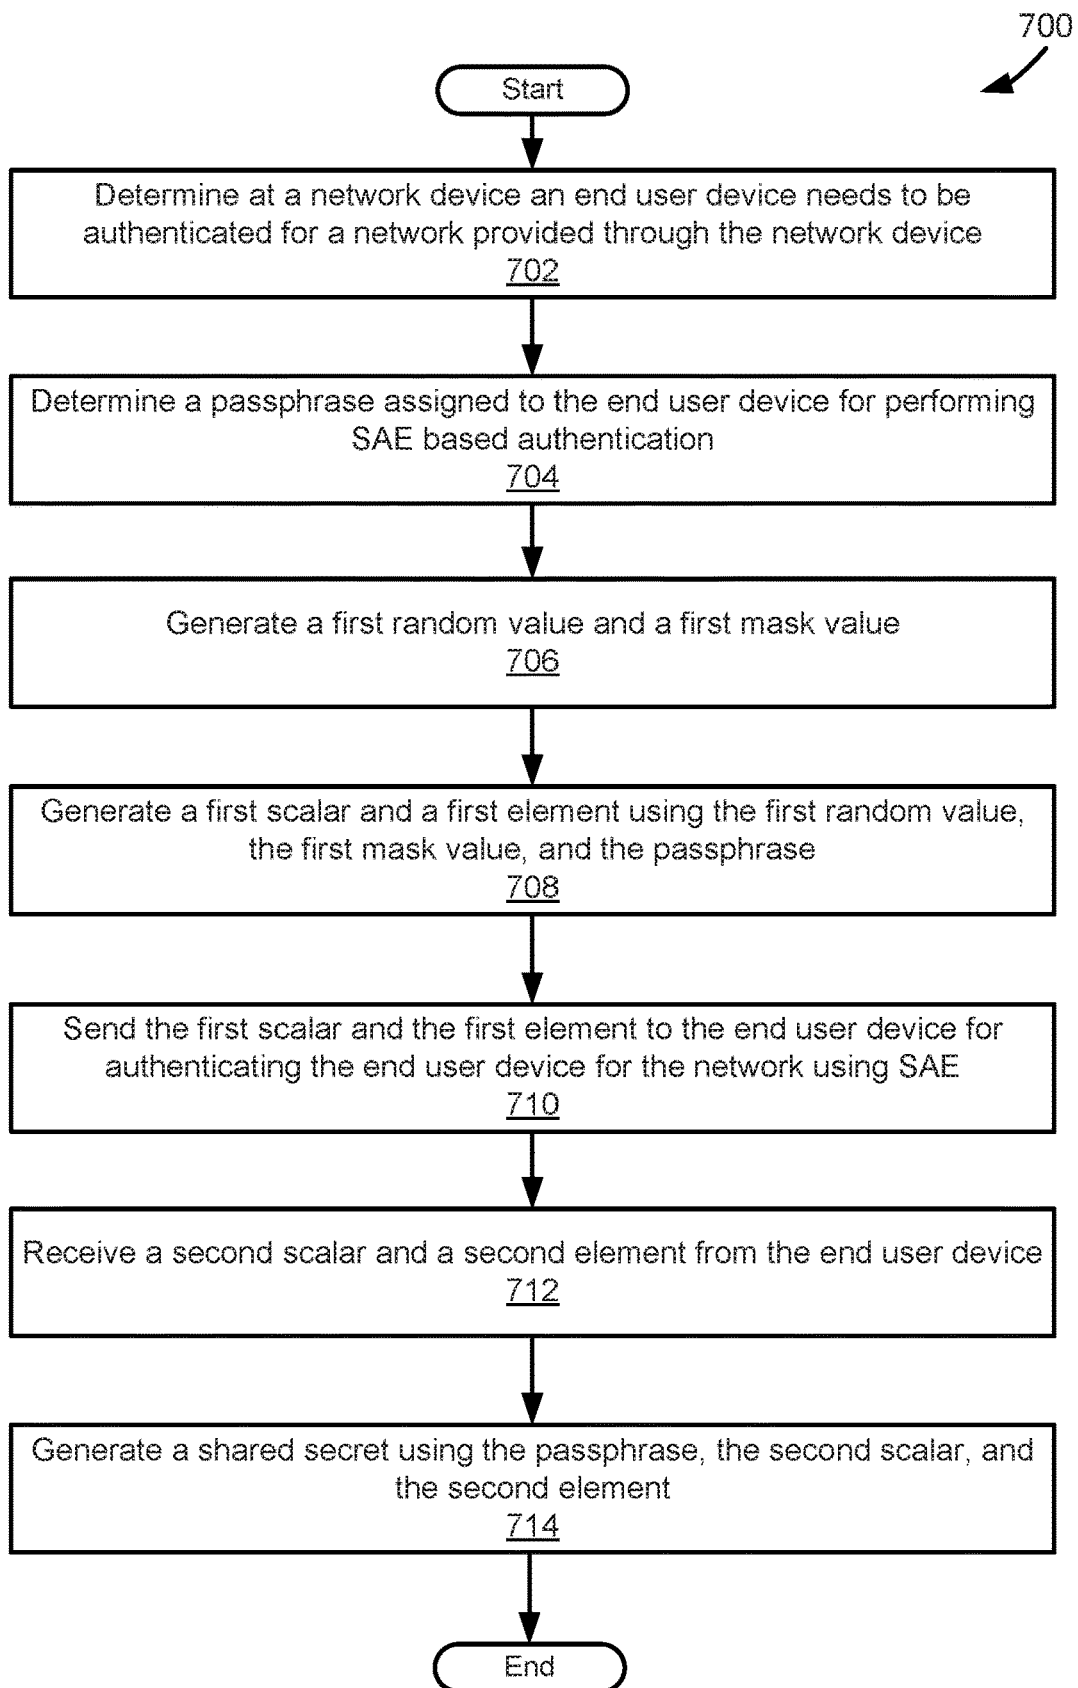 700
Start
Determine at a network device an end user device needs to be
authenticated for a network provided through the network device
702
Determine a passphrase assigned to the end user device for performing
SAE based authentication
704
Generate a first random value and a first mask value
706
Generate a first scalar and a first element using the first random value,
the first mask value, and the passphrase
708
Send the first scalar and the first element to the end user device for
authenticating the end user device for the network using SAE
710
Receive a second scalar and a second element from the end user device
712
Generate a shared secret using the passphrase, the second scalar, and
the second element
714
End